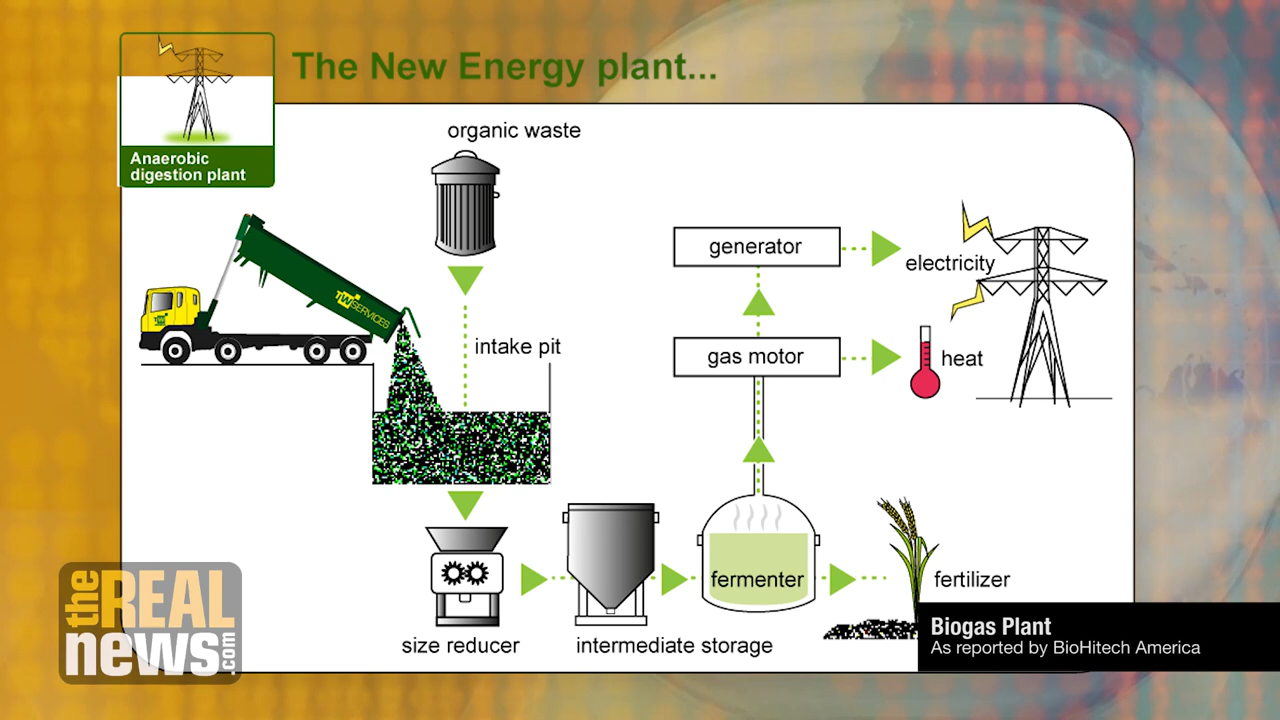 The New Energy plant...
Anaerobic
digestion plant
organic waste
TW SERVICES
intake pit
generator
electricity
gas motor
heat
size reducer
intermediate storage
fermenter
fertilizer
the REAL
news.com
Biogas Plant
As reported by BioHitech America